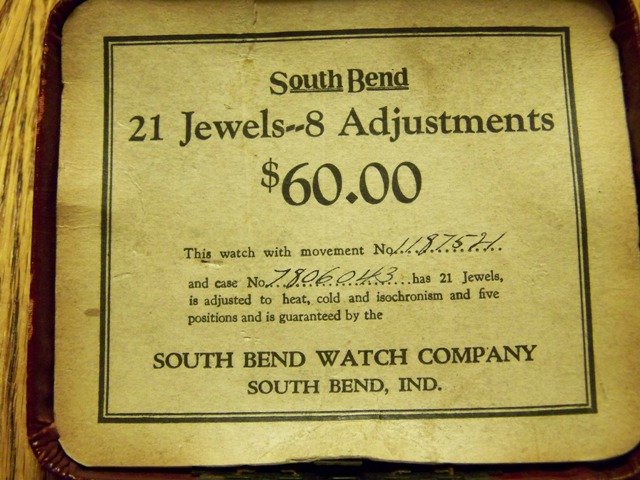 South Bend
21 Jewels--8 Adjustments
$60.00
This watch with movement No. 1187521
and case No. 7806043 has 21 Jewels,
is adjusted to heat, cold and isochronism and five
positions and is guaranteed by the
SOUTH BEND WATCH COMPANY
SOUTH BEND, IND.